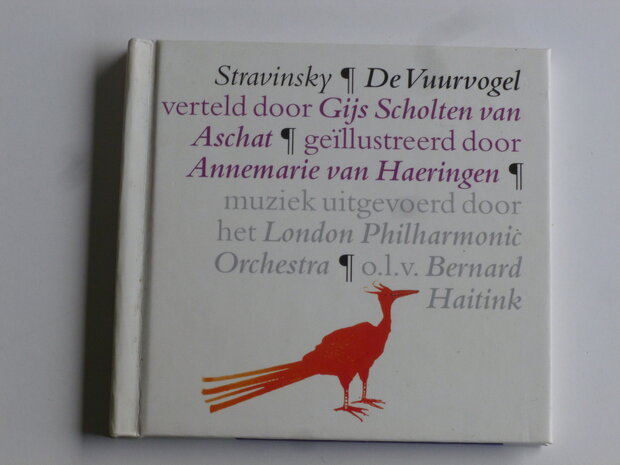 Stravinsky ¶ De Vuurvogel
verteld door Gijs Scholten van
Aschat ¶ geïllustreerd door
Annemarie van Haeringen ¶
muziek uitgevoerd door
het London Philharmonic
Orchestra ¶ o.l.v. Bernard
Haitink